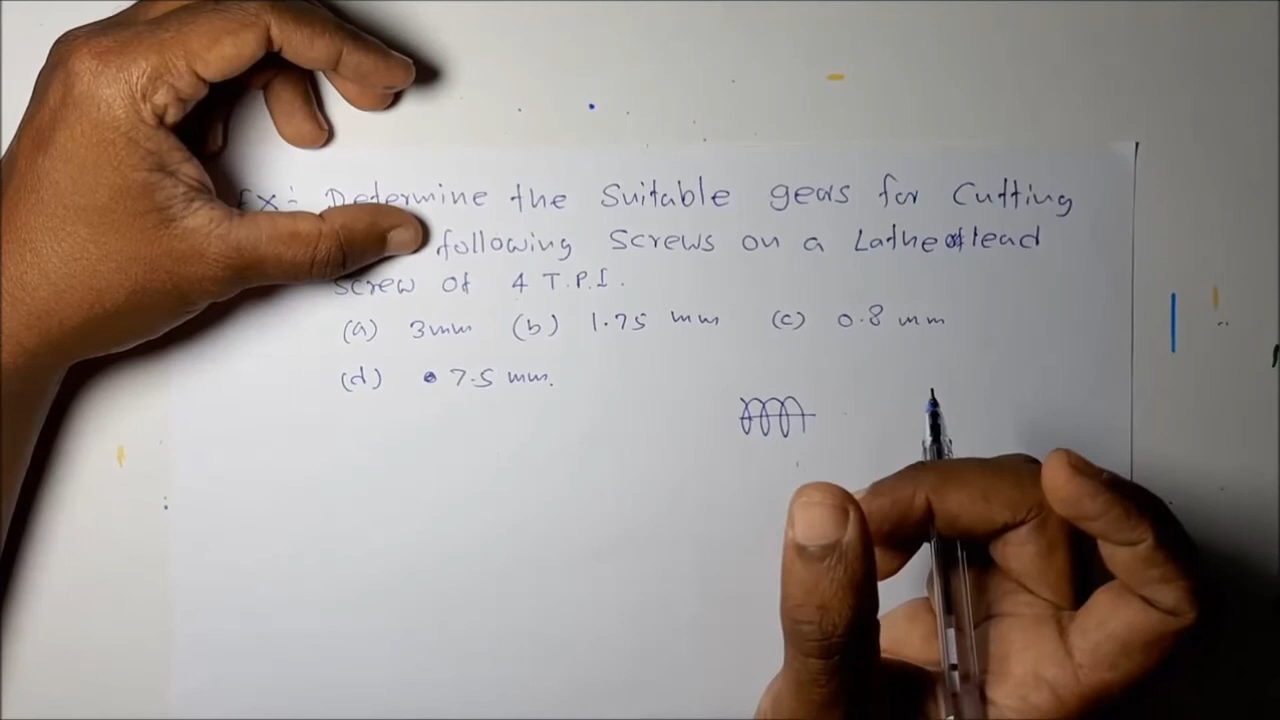 Ex:- Determine the Suitable gears for Cutting
following Screws on a Lathe of lead
screw of 4 T.P.I.
(a) 3mm (b) 1.75 mm (c) 0.8 mm
(d) 7.5 mm.